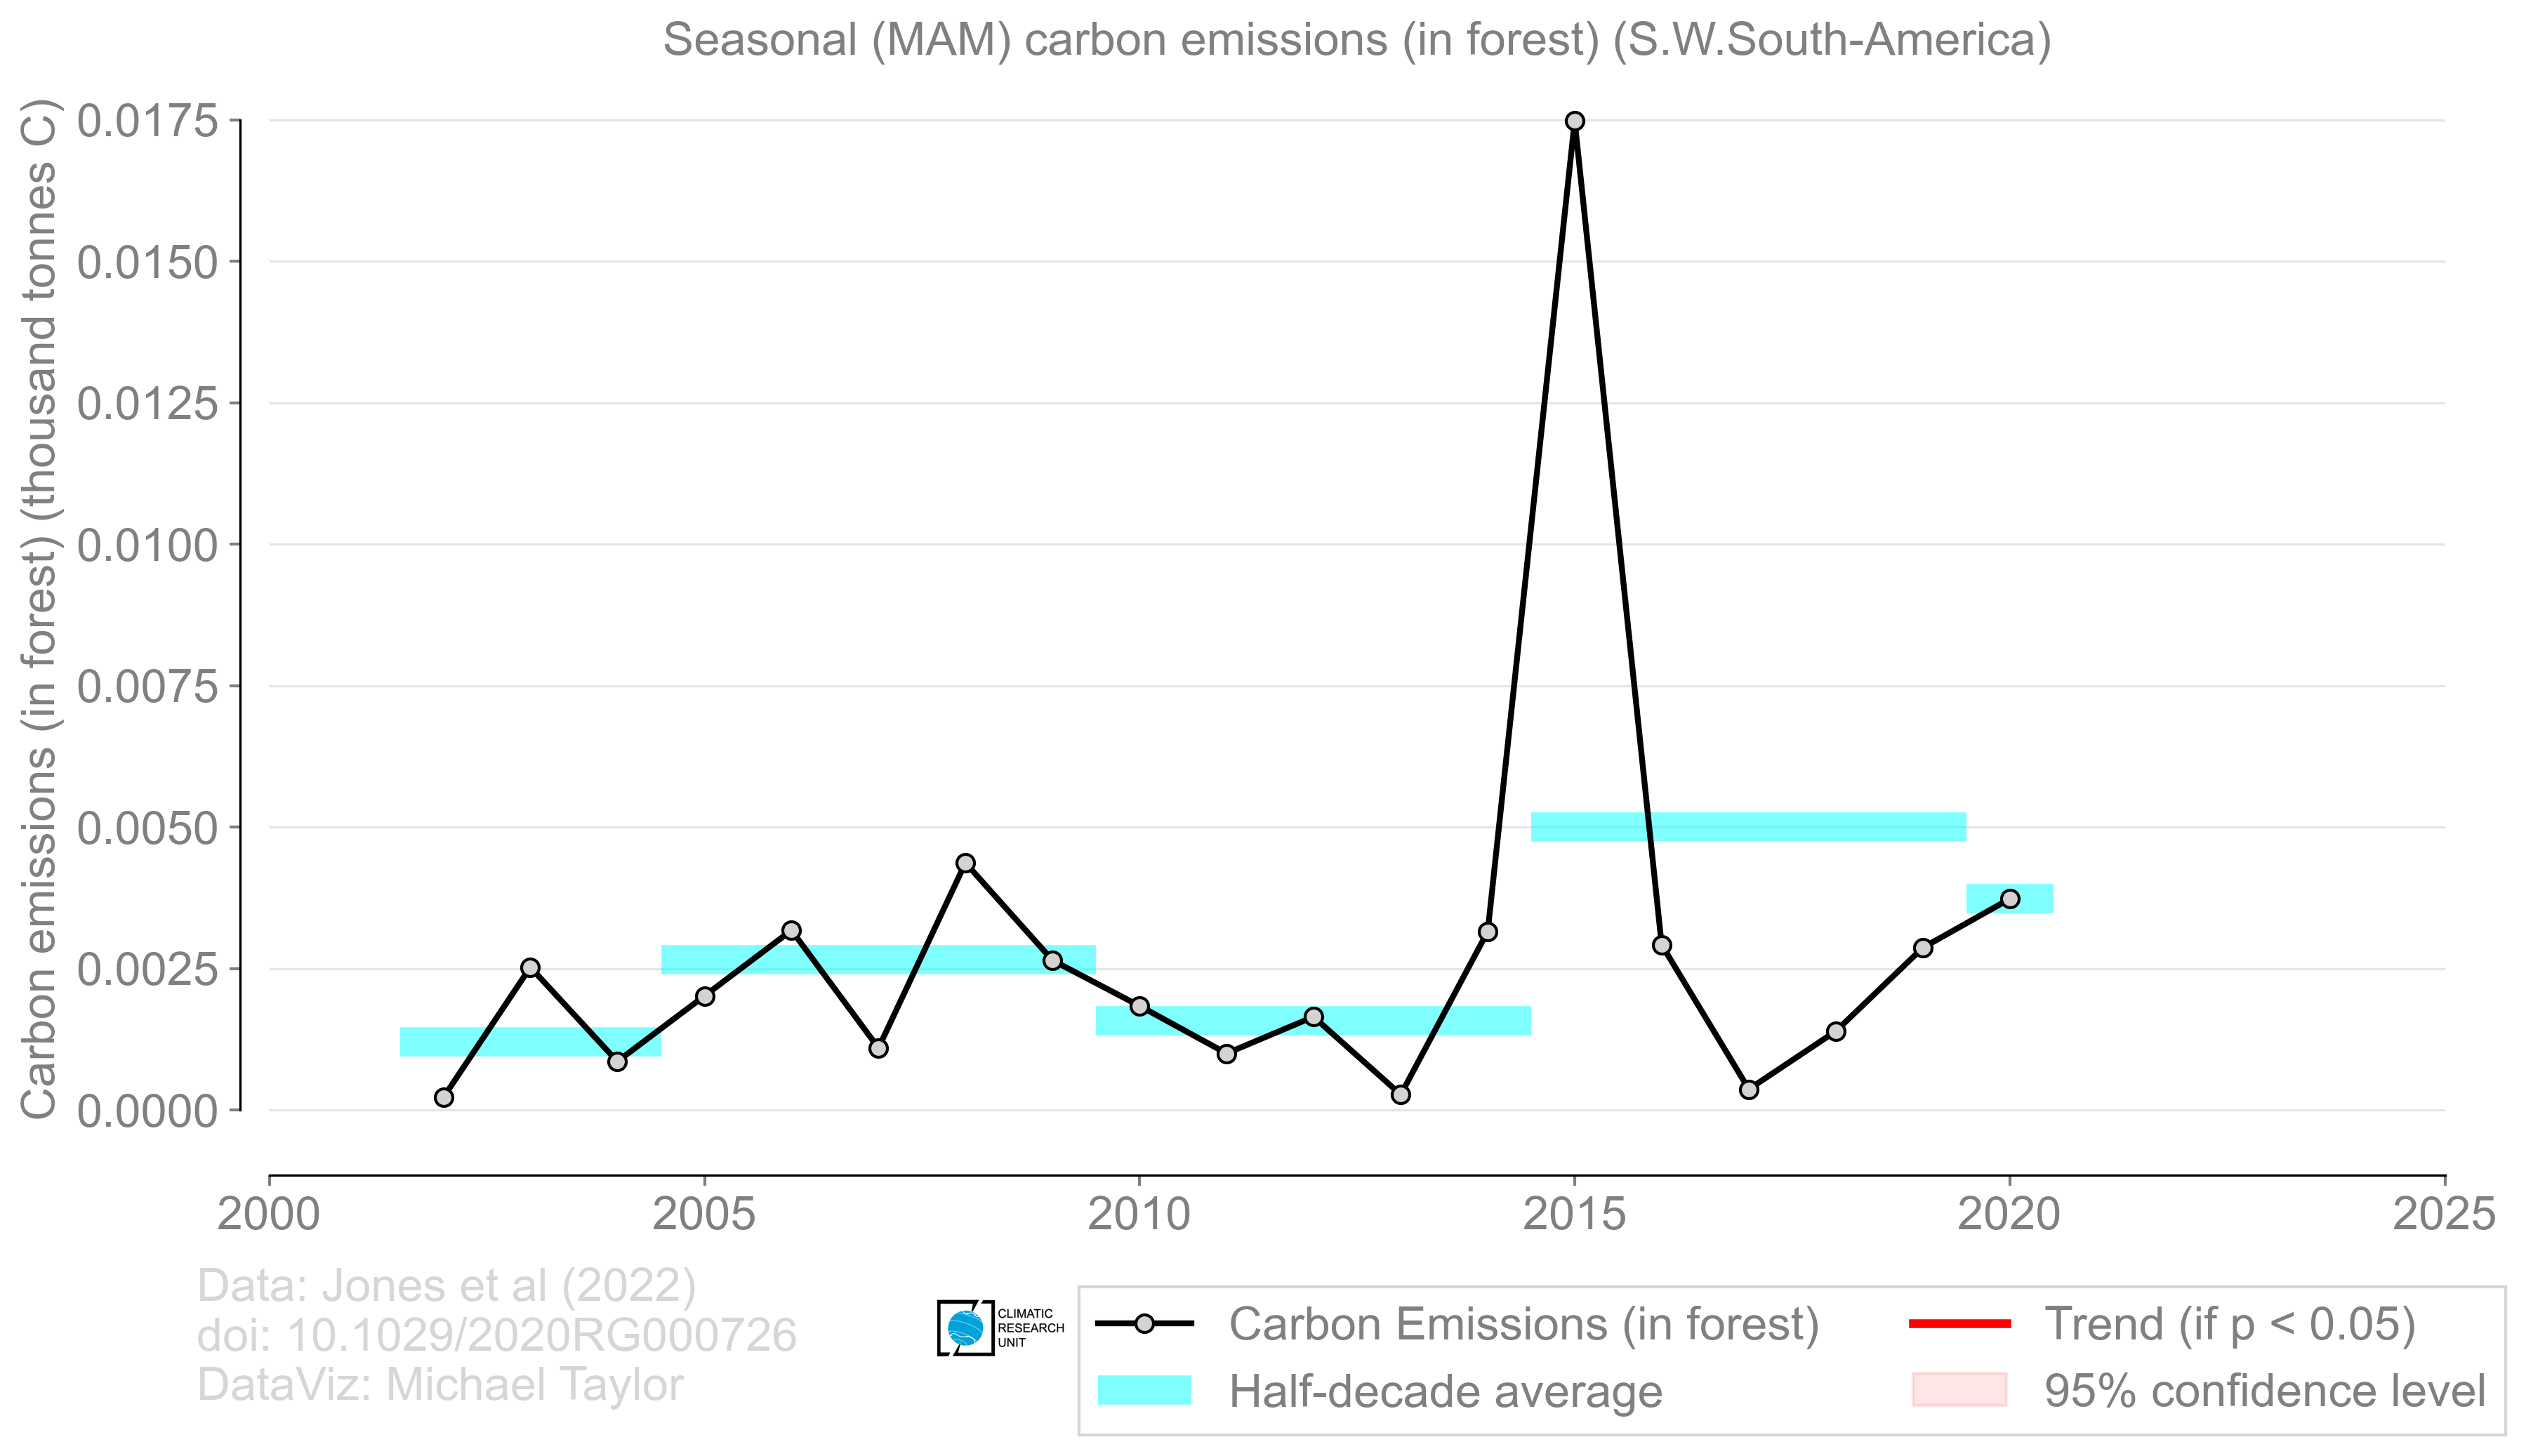 Seasonal (MAM) carbon emissions (in forest) (S.W.South-America)
Carbon emissions (in forest) (thousand tonnes C)
0.0175
0.0150
0.0125
0.0100
0.0075
0.0050
0.0025
0.0000
2000 2005 2010 2015 2020 2025
Data: Jones et al (2022)
doi: 10.1029/2020RG000726
DataViz: Michael Taylor
CLIMATIC
RESEARCH
UNIT
Carbon Emissions (in forest)
Half-decade average
Trend (if p < 0.05)
95% confidence level